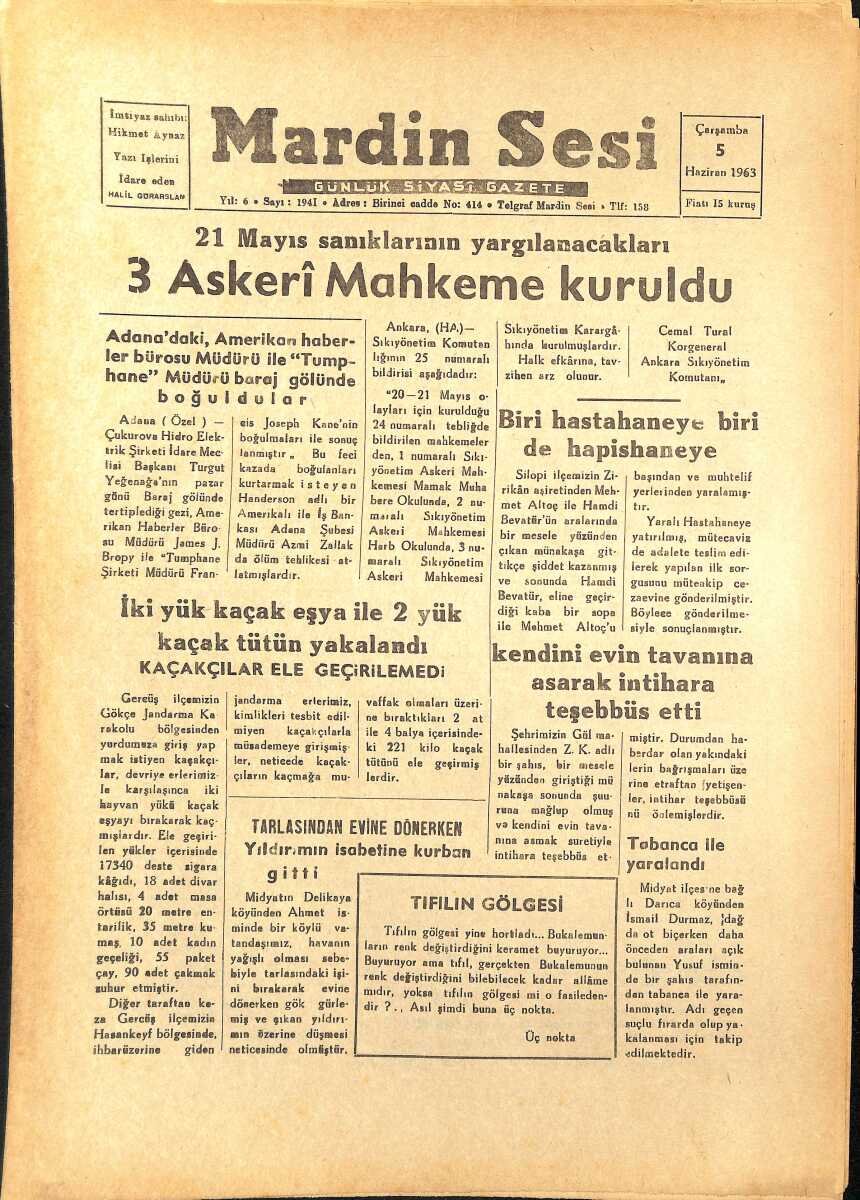 İmtiyaz sahibi:
Hikmet Aynaz
Yazı İşlerini
İdare eden
HALİL GÖRARSLAN
Mardin Sesi
GÜNLÜK SİYASİ GAZETE
Yıl: 6 • Sayı: 1941 • Adres: Birinci cadde No: 414 • Telgraf Mardin Sesi • Tlf: 158
Çarşamba
5
Haziran 1963
Fiatı 15 kuruş
21 Mayıs sanıklarının yargılanacakları
3 Askerî Mahkeme kuruldu
Adana'daki, Amerikan haber-
ler bürosu Müdürü ile "Tump-
hane" Müdürü baraj gölünde
boğuldular
Adana ( Özel ) —
Çukurova Hidro Elek-
trik Şirketi İdare Mec-
lisi Başkanı Turgut
Yeğenağa'nın pazar
günü Baraj gölünde
tertiplediği gezi, Ame-
rikan Haberler Büro-
su Müdürü James J.
Bropy ile "Tumphane
Şirketi Müdürü Fran-
cis Joseph Kane'nin
boğulmaları ile sonuç
lanmıştır„ Bu feci
kazada boğulanları
kurtarmak isteyen
Handerson adlı bir
Amerikalı ile İş Ban-
kası Adana Şubesi
Müdürü Azmi Zallak
da ölüm tehlikesi at-
latmışlardır.
Ankara, (HA.)—
Sıkıyönetim Komutan
lığının 25 numaralı
bildirisi aşağıdadır:
"20—21 Mayıs o-
layları için kurulduğu
24 numaralı tebliğde
bildirilen mahkemeler
den, 1 numaralı Sıkı-
yönetim Askeri Mah-
kemesi Mamak Muha
bere Okulunda, 2 nu-
maralı Sıkıyönetim
Askeri Mahkemesi
Harb Okulunda, 3 nu-
maralı Sıkıyönetim
Askeri Mahkemesi
Sıkıyönetim Karargâ-
hında kurulmuşlardır.
Halk efkârına, tav-
zihen arz olunur.
Cemal Tural
Korgeneral
Ankara Sıkıyönetim
Komutanı„
Biri hastahaneye biri
de hapishaneye
Silopi ilçemizin Zi-
rikân aşiretinden Meh-
met Altoç ile Hamdi
Bevatür'ün aralarında
bir mesele yüzünden
çıkan münakaşa git-
tikçe şiddet kazanmış
ve sonunda Hamdi
Bevatür, eline geçir-
diği kaba bir sopa
ile Mehmet Altoç'u
başından ve muhtelif
yerlerinden yaralamış-
tır.
Yaralı Hastahaneye
yatırılmış, mütecaviz
de adalete teslim edi-
lerek yapılan ilk sor-
gusunu müteakip ce-
zaevine gönderilmiştir.
Böylece gönderilme-
siyle sonuçlanmıştır.
İki yük kaçak eşya ile 2 yük
kaçak tütün yakalandı
KAÇAKÇILAR ELE GEÇİRİLEMEDİ
Gercüş ilçemizin
Gökçe Jandarma Ka
rakolu bölgesinden
yurdumuza giriş yap
mak istiyen kaçakçı-
lar, devriye erlerimiz-
le karşılaşınca iki
hayvan yükü kaçak
eşyayı bırakarak kaç-
mışlardır. Ele geçiri-
len yükler içerisinde
17340 deste sigara
kâğıdı, 18 adet divar
halısı, 4 adet masa
örtüsü 20 metre en-
tarilik, 35 metre ku-
maş, 10 adet kadın
geçeliği, 55 paket
çay, 90 adet çakmak
zuhur etmiştir.
Diğer taraftan ke-
za Gercüş ilçemizin
Hasankeyf bölgesinde,
ihbarüzerine giden
jandarma erlerimiz,
kimlikleri tesbit edil-
miyen kaçakçılarla
müsademeye girişmiş-
ler, neticede kaçak-
çıların kaçmağa mu-
vaffak olmaları üzeri-
ne bıraktıkları 2 at
ile 4 balya içerisinde-
ki 221 kilo kaçak
tütünü ele geçirmiş
lerdir.
kendini evin tavanına
asarak intihara
teşebbüs etti
Şehrimizin Gül ma-
hallesinden Z. K. adlı
bir şahıs, bir mesele
yüzünden giriştiği mü
nakaşa sonunda şuu-
runa mağlup olmuş
ve kendini evin tava-
nına asmak suretiyle
intihara teşebbüs et-
miştir. Durumdan ha-
berdar olan yakındaki
lerin bağrışmaları üze
rine etraftan yetişen-
ler, intihar teşebbüsü
nü önlemişlerdir.
TARLASINDAN EVİNE DÖNERKEN
Yıldırımın isabetine kurban
gitti
Midyatın Delikaya
köyünden Ahmet is-
minde bir köylü va-
tandaşımız, havanın
yağışlı olması sebe-
biyle tarlasındaki işi-
ni bırakarak evine
dönerken gök gürle-
miş ve şıkan yıldırı-
mın üzerine düşmesi
neticesinde olmüştür.
TIFILIN GÖLGESİ
Tıfılın gölgesi yine hortladı... Bukalemun-
ların renk değiştirdiğini keramet buyuruyor...
Buyuruyor ama tıfıl, gerçekten Bukalemunun
renk değiştirdiğini bilebilecek kadar allâme
mıdır, yoksa tıfılın gölgesi mi o fasileden-
dir ?.. Asıl şimdi buna üç nokta.
Üç nokta
Tabanca ile
yaralandı
Midyat ilçesine bağ
lı Darıca köyünden
İsmail Durmaz, dağ
da ot biçerken daha
önceden araları açık
bulunan Yusuf ismin-
de bir şahıs tarafın-
dan tabanca ile yara-
lanmıştır. Adı geçen
suçlu firarda olup ya-
kalanması için takip
edilmektedir.